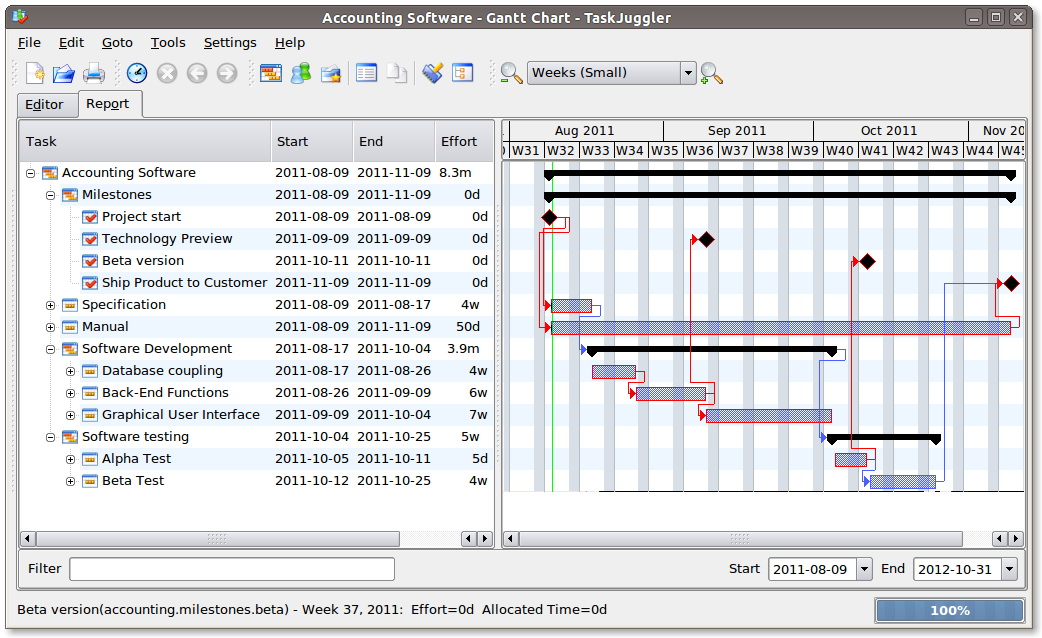 Accounting Software - Gantt Chart - TaskJuggler
File Edit Goto Tools Settings Help
Weeks (Small)
Editor Report
Task Start End Effort
Aug 2011 Sep 2011 Oct 2011 Nov 20
W31 W32 W33 W34 W35 W36 W37 W38 W39 W40 W41 W42 W43 W44 W45
Accounting Software 2011-08-09 2011-11-09 8.3m
Milestones 2011-08-09 2011-11-09 0d
Project start 2011-08-09 2011-08-09 0d
Technology Preview 2011-09-09 2011-09-09 0d
Beta version 2011-10-11 2011-10-11 0d
Ship Product to Customer 2011-11-09 2011-11-09 0d
Specification 2011-08-09 2011-08-17 4w
Manual 2011-08-09 2011-11-09 50d
Software Development 2011-08-17 2011-10-04 3.9m
Database coupling 2011-08-17 2011-08-26 4w
Back-End Functions 2011-08-26 2011-09-09 6w
Graphical User Interface 2011-09-09 2011-10-04 7w
Software testing 2011-10-04 2011-10-25 5w
Alpha Test 2011-10-05 2011-10-11 5d
Beta Test 2011-10-12 2011-10-25 4w
Filter Start 2011-08-09 End 2012-10-31
Beta version(accounting.milestones.beta) - Week 37, 2011: Effort=0d Allocated Time=0d 100%